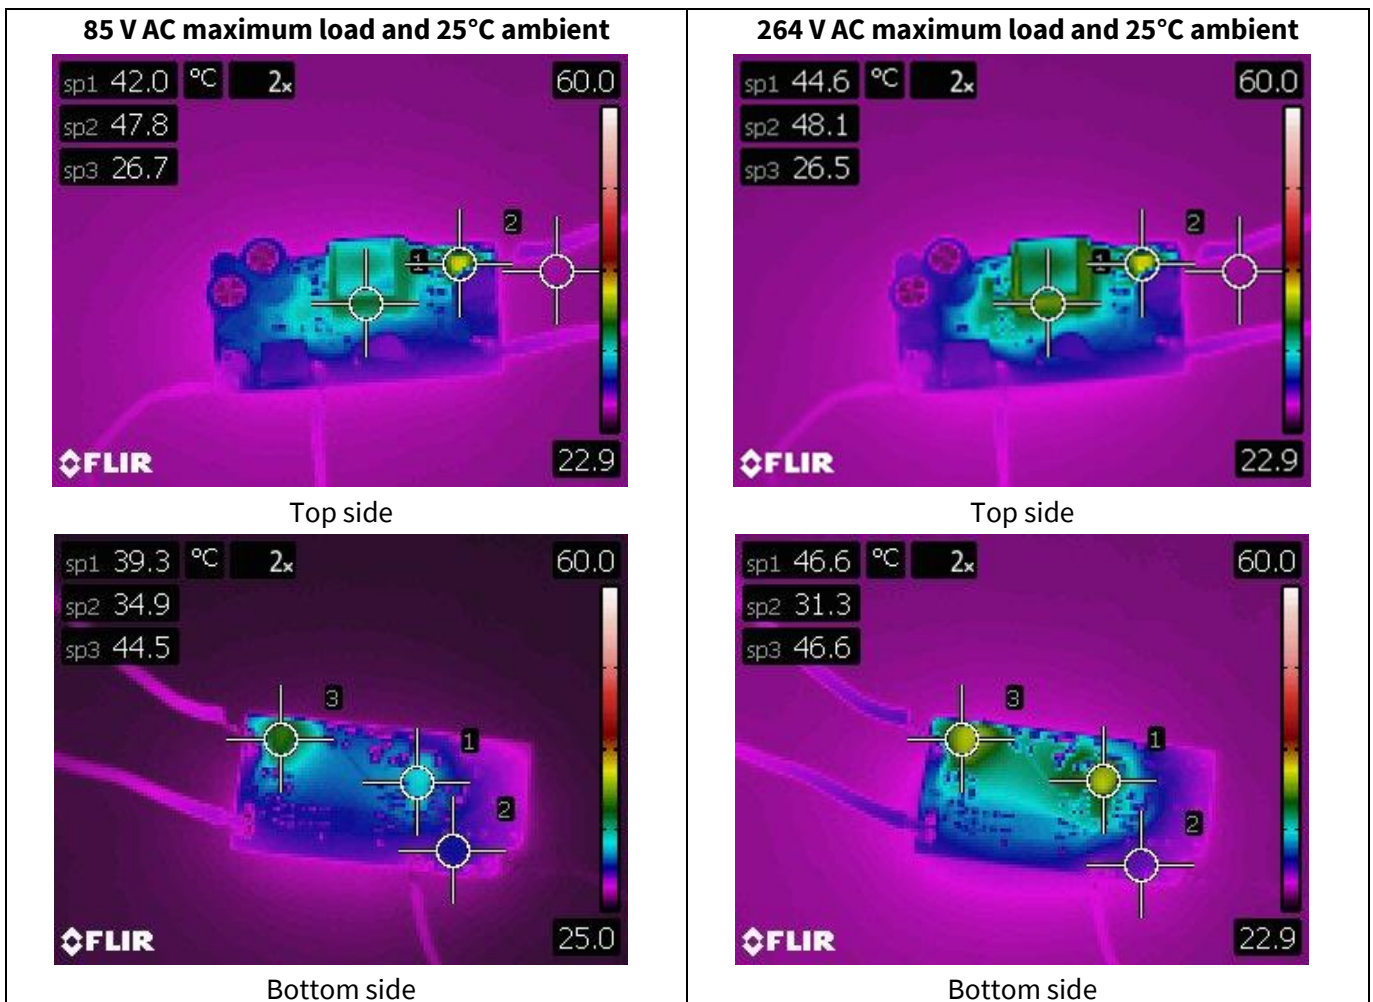 85 V AC maximum load and 25°C ambient
264 V AC maximum load and 25°C ambient
sp1 42.0 °C 2x 60.0
sp2 47.8
sp3 26.7
2
1
FLIR 22.9
sp1 44.6 °C 2x 60.0
sp2 48.1
sp3 26.5
2
1
FLIR 22.9
Top side
Top side
sp1 39.3 °C 2x 60.0
sp2 34.9
sp3 44.5
3
1
2
FLIR 25.0
sp1 46.6 °C 2x 60.0
sp2 31.3
sp3 46.6
3
1
2
FLIR 22.9
Bottom side
Bottom side